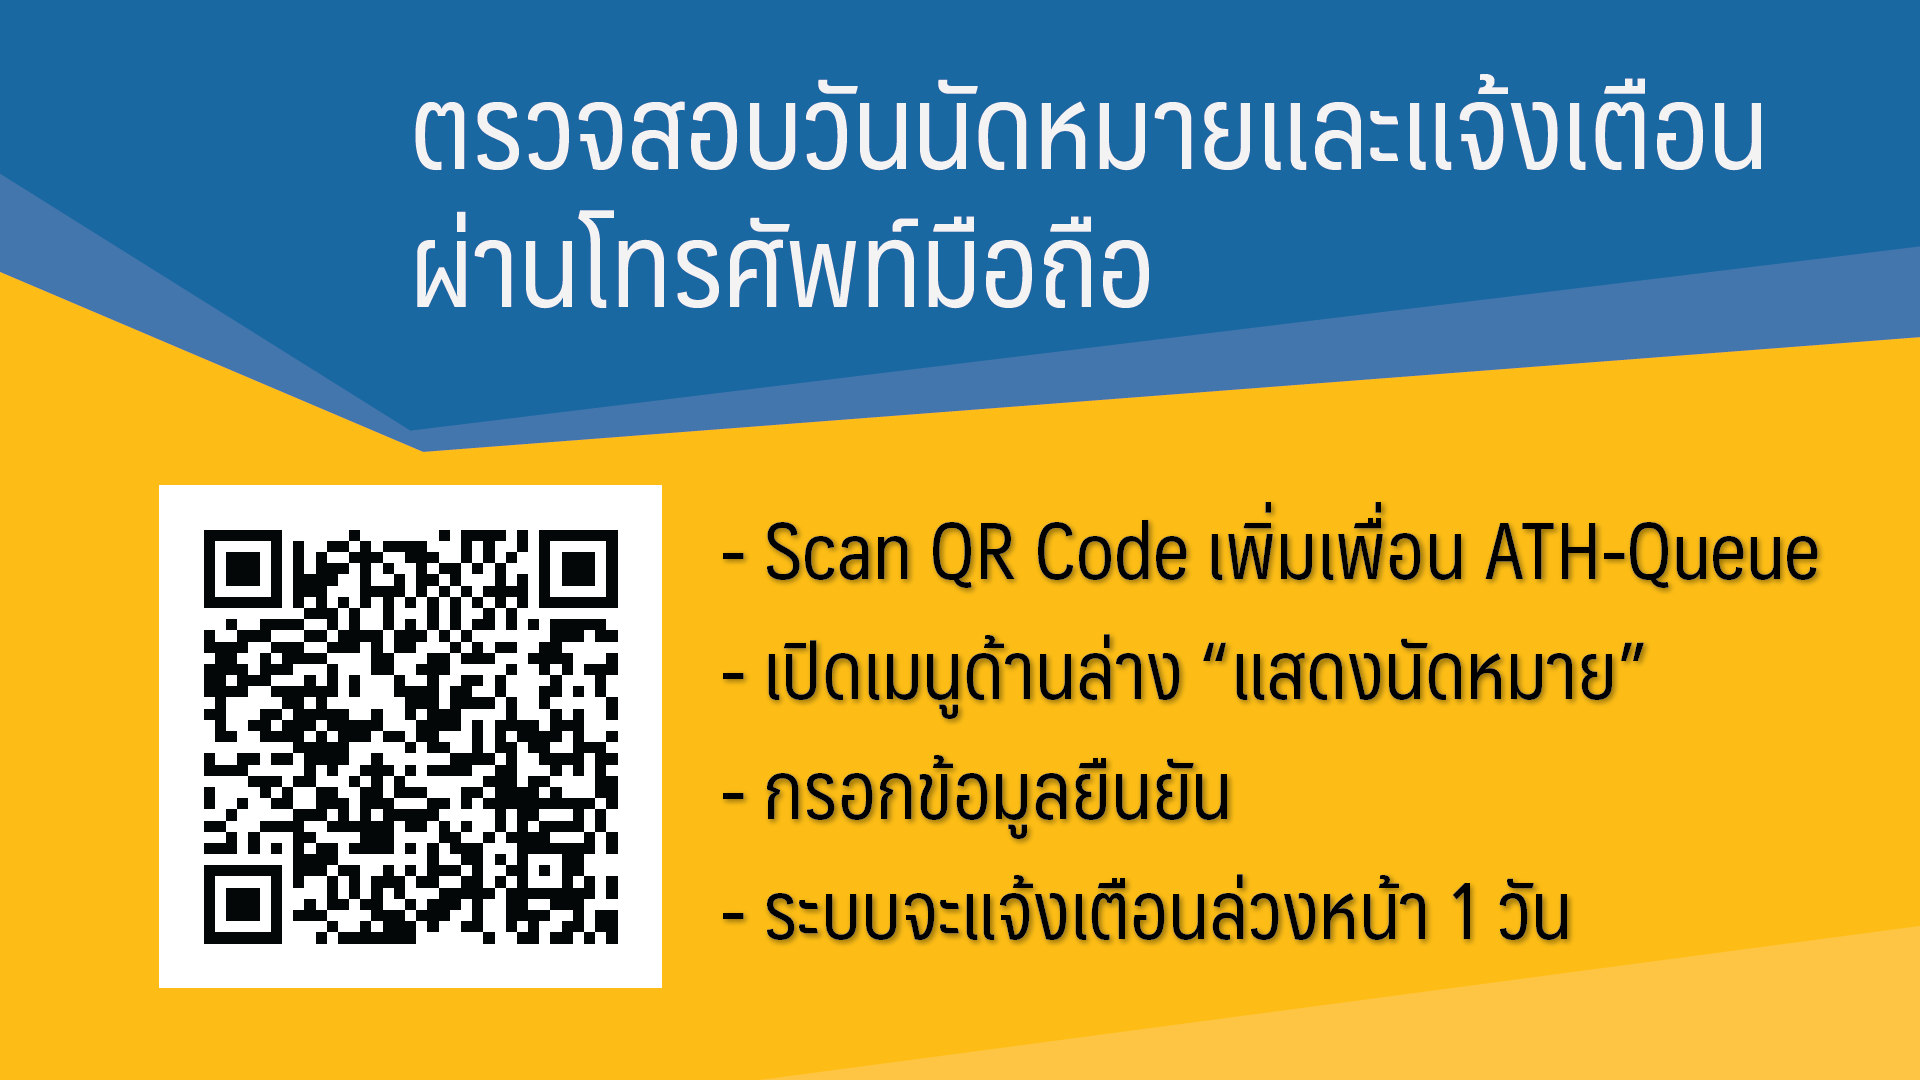 ตรวจสอบวันนัดหมายและแจ้งเตือน
ผ่านโทรศัพท์มือถือ
- Scan QR Code เพิ่มเพื่อน ATH-Queue
- เปิดเมนูด้านล่าง “แสดงนัดหมาย”
- กรอกข้อมูลยืนยัน
- ระบบจะแจ้งเตือนล่วงหน้า 1 วัน